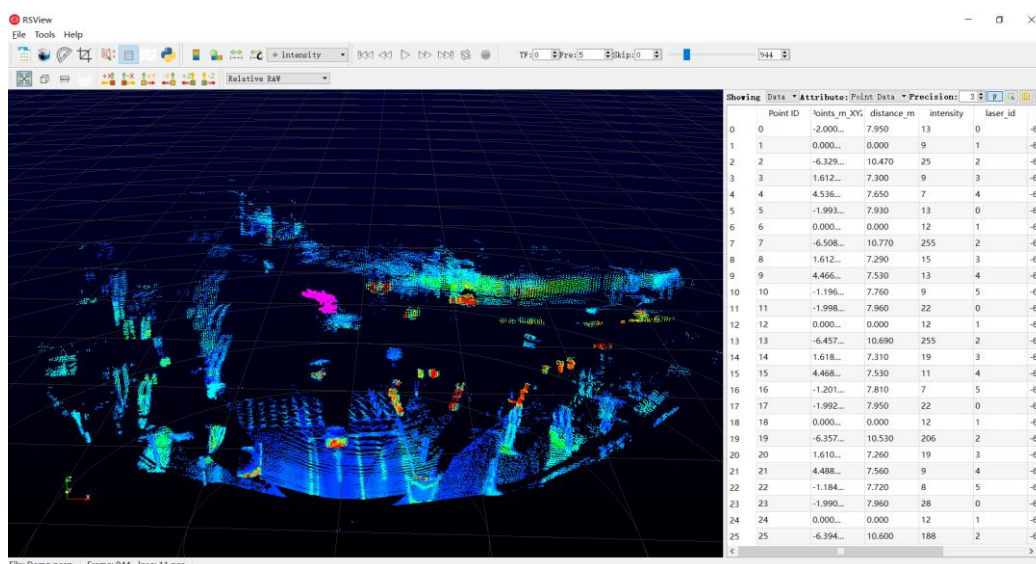 RSView
File Tools Help
Intensity TF:0 Pre:5 Skip:0 944
+X -X +Y -Y +Z -Z Relative RAW
Showing Data Attribute: Point Data Precision: 3 F
Point ID distance_m intensity laser_id
0 0 -2.000... 7.950 13 0
1 1 0.000... 0.000 9 1
2 2 -6.329... 10.470 25 2
3 3 1.612... 7.300 9 3
4 4 4.536... 7.650 7 4
5 5 -1.993... 7.930 13 0
6 6 0.000... 0.000 12 1
7 7 -6.508... 10.770 255 2
8 8 1.612... 7.290 15 3
9 9 4.466... 7.530 13 4
10 10 -1.196... 7.760 9 5
11 11 -1.998... 7.960 22 0
12 12 0.000... 0.000 12 1
13 13 -6.457... 10.690 255 2
14 14 1.618... 7.310 19 3
15 15 4.468... 7.530 11 4
16 16 -1.201... 7.810 7 5
17 17 -1.992... 7.950 22 0
18 18 0.000... 0.000 12 1
19 19 -6.357... 10.530 206 2
20 20 1.610... 7.260 19 3
21 21 4.488... 7.560 9 4
22 22 -1.184... 7.720 8 5
23 23 -1.990... 7.960 28 0
24 24 0.000... 0.000 12 1
25 25 -6.394... 10.600 188 2